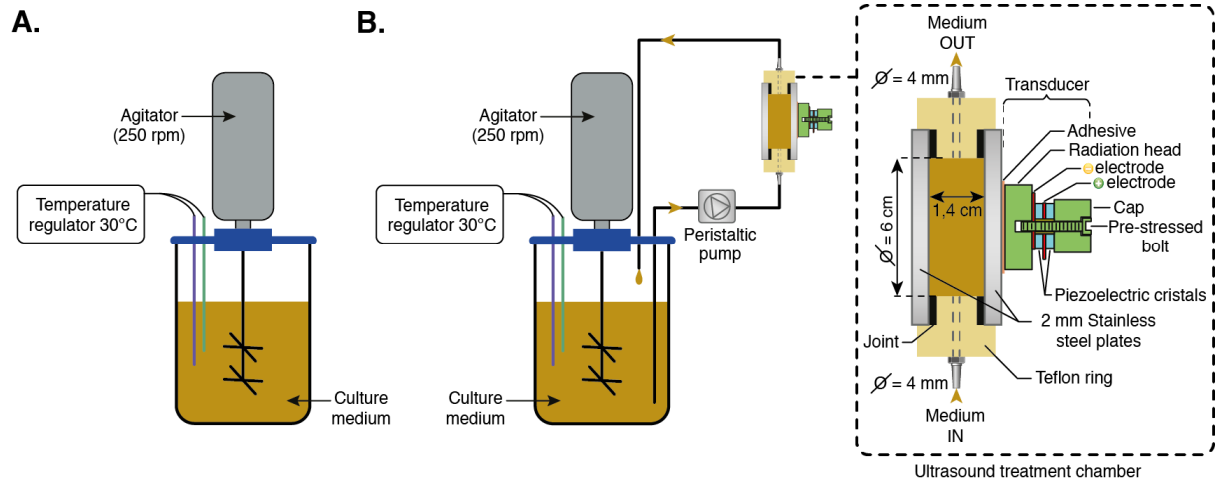 A.
Agitator
(250 rpm)
Temperature
regulator 30°C
Culture
medium
B.
Agitator
(250 rpm)
Temperature
regulator 30°C
Culture
medium
Peristaltic
pump
Medium
OUT
Ø = 4 mm
Transducer
Adhesive
Radiation head
- electrode
+ electrode
Cap
Pre-stressed
bolt
1,4 cm
Ø = 6 cm
Piezoelectric cristals
2 mm Stainless
steel plates
Joint
Teflon ring
Ø = 4 mm
Medium
IN
Ultrasound treatment chamber